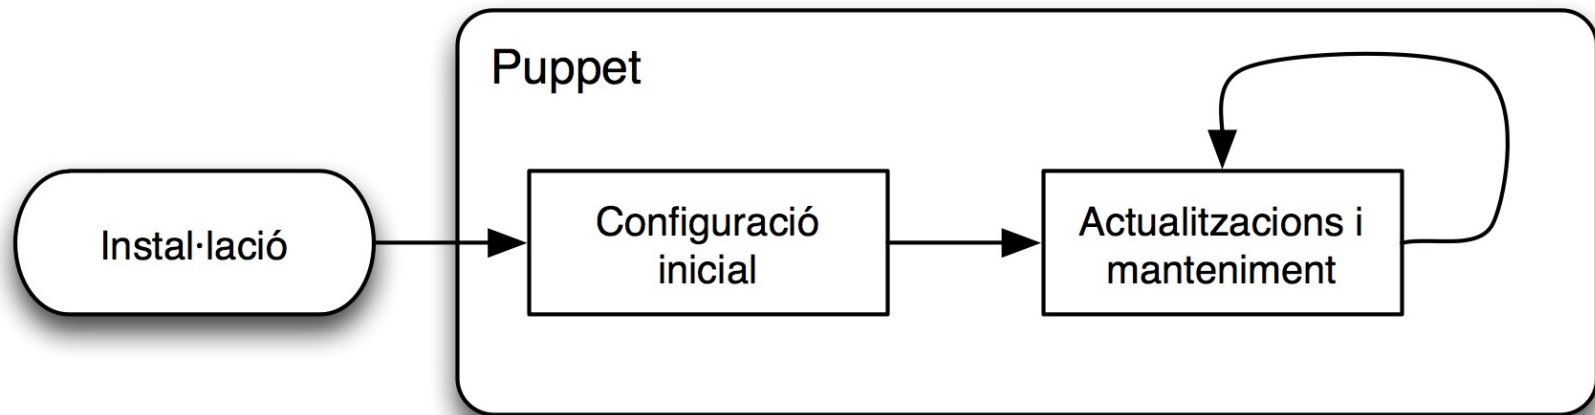 Puppet
Instal·lació
Configuració
inicial
Actualitzacions i
manteniment